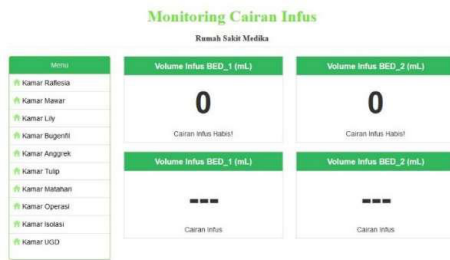 Monitoring Cairan Infus
Rumah Sakit Medika
Menu
Kamar Raflesia
Kamar Mawar
Kamar Lily
Kamar Bugenfil
Kamar Anggrek
Kamar Tulip
Kamar Matahari
Kamar Operasi
Kamar Isolasi
Kamar UGD
Volume Infus BED_1 (mL)
0
Cairan Infus Habis!
Volume Infus BED_2 (mL)
0
Cairan Infus Habis!
Volume Infus BED_1 (mL)
---
Cairan Infus
Volume Infus BED_2 (mL)
---
Cairan Infus